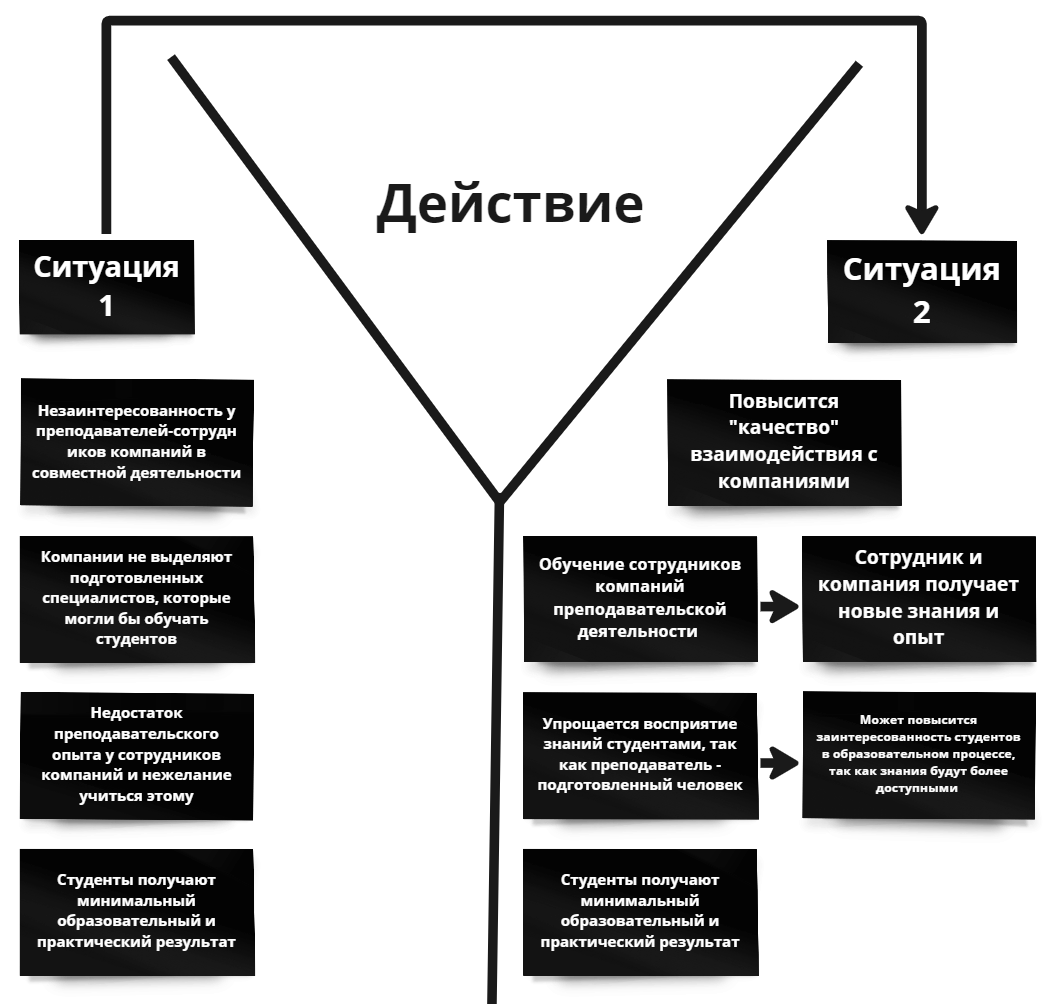 Действие
Ситуация
1
Ситуация
2
Незаинтересованность у
преподавателей-сотрудн
иков компаний в
совместной деятельности
Повысится
"качество"
взаимодействия с
компаниями
Компании не выделяют
подготовленных
специалистов, которые
могли бы обучать
студентов
Обучение сотрудников
компаний
преподавательской
деятельности
Сотрудник и
компания получает
новые знания и
опыт
Недостаток
преподавательского
опыта у сотрудников
компаний и нежелание
учиться этому
Упрощается восприятие
знаний студентами, так
как преподаватель -
подготовленный человек
Может повысится
заинтересованность студентов
в образовательном процессе,
так как знания будут более
доступными
Студенты получают
минимальный
образовательный и
практический результат
Студенты получают
минимальный
образовательный и
практический результат